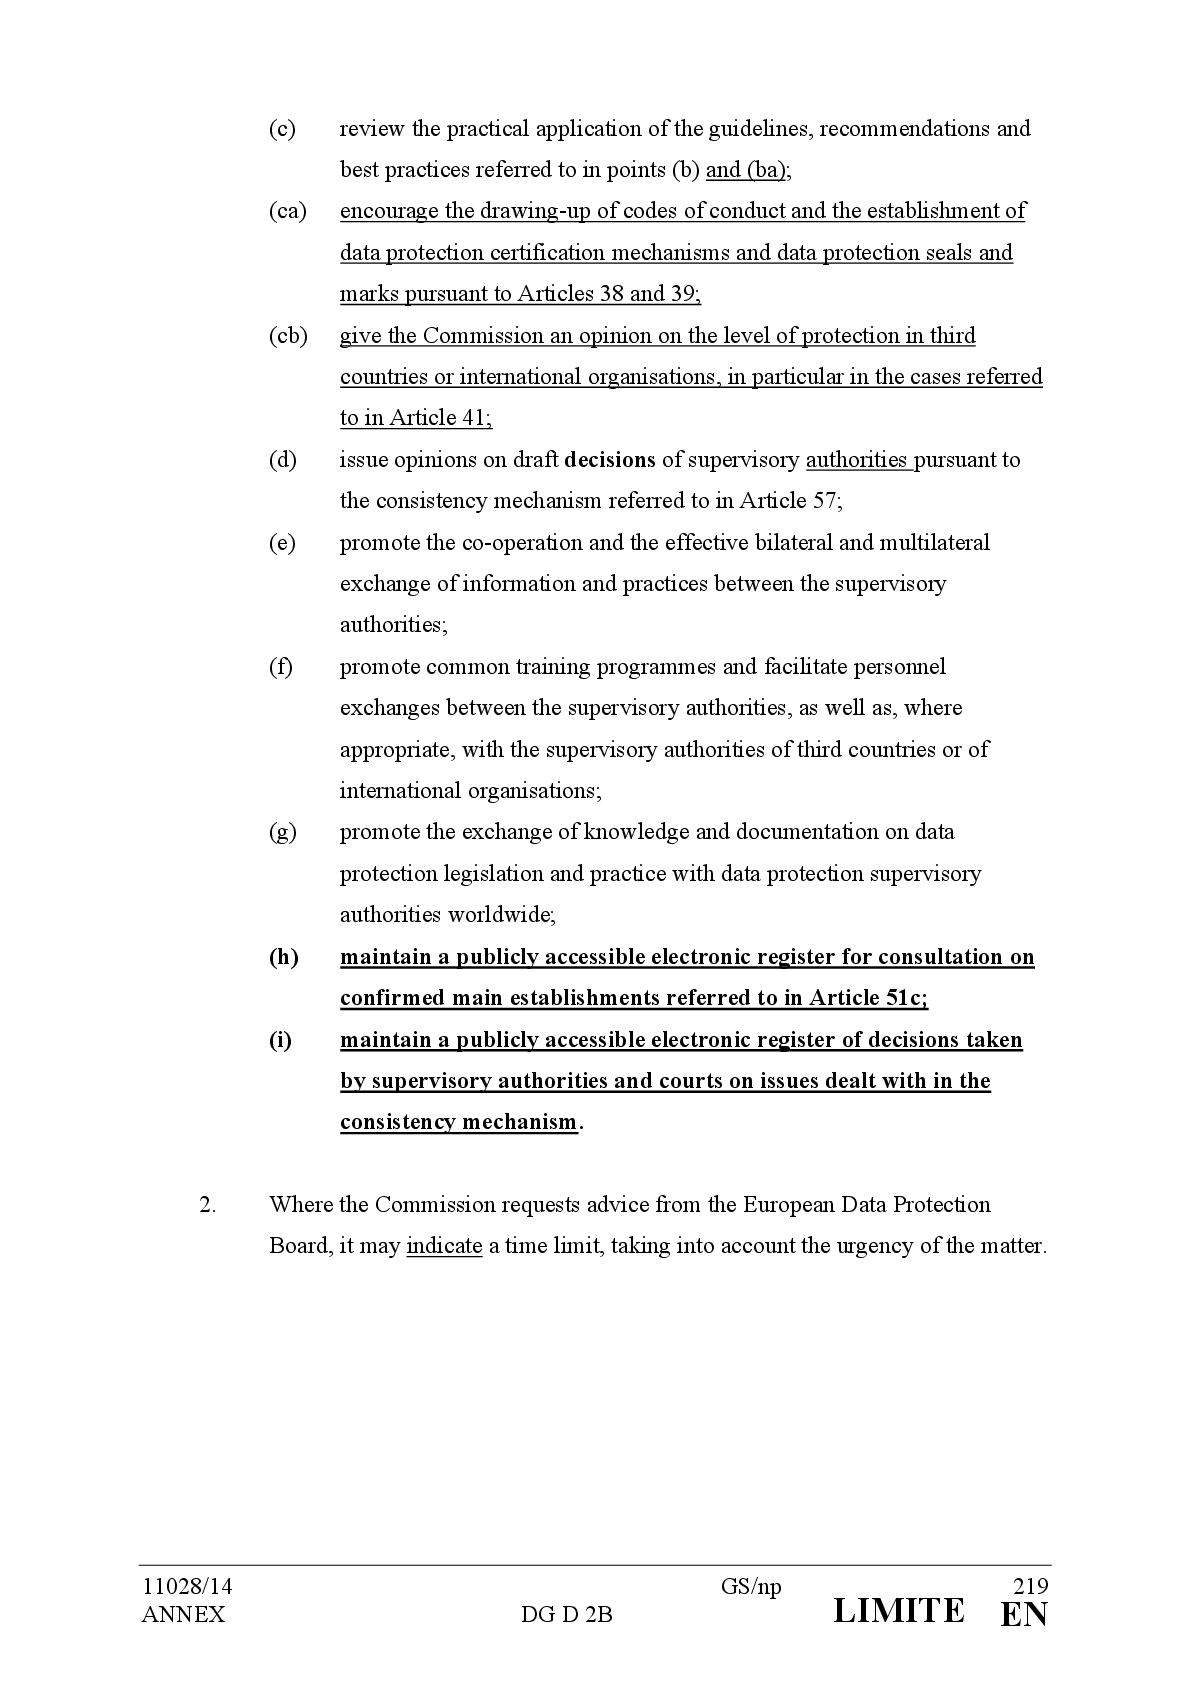 (c) review the practical application of the guidelines, recommendations and
best practices referred to in points (b) and (ba);
(ca) encourage the drawing-up of codes of conduct and the establishment of
data protection certification mechanisms and data protection seals and
marks pursuant to Articles 38 and 39;
(cb) give the Commission an opinion on the level of protection in third
countries or international organisations, in particular in the cases referred
to in Article 41;
(d) issue opinions on draft decisions of supervisory authorities pursuant to
the consistency mechanism referred to in Article 57;
(e) promote the co-operation and the effective bilateral and multilateral
exchange of information and practices between the supervisory
authorities;
(f) promote common training programmes and facilitate personnel
exchanges between the supervisory authorities, as well as, where
appropriate, with the supervisory authorities of third countries or of
international organisations;
(g) promote the exchange of knowledge and documentation on data
protection legislation and practice with data protection supervisory
authorities worldwide;
(h) maintain a publicly accessible electronic register for consultation on
confirmed main establishments referred to in Article 51c;
(i) maintain a publicly accessible electronic register of decisions taken
by supervisory authorities and courts on issues dealt with in the
consistency mechanism.
2. Where the Commission requests advice from the European Data Protection
Board, it may indicate a time limit, taking into account the urgency of the matter.
11028/14 GS/np 219
ANNEX DG D 2B LIMITE EN